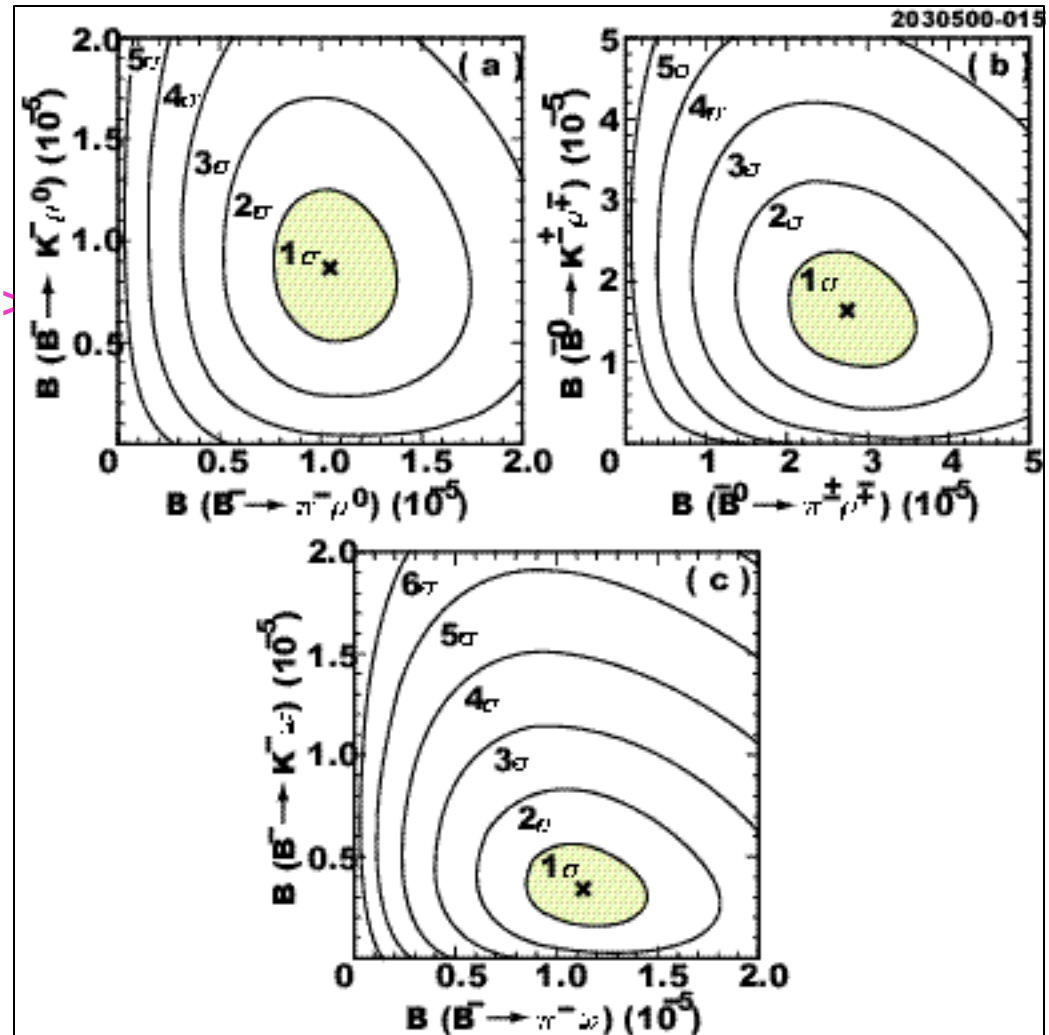 2030500-015
( a )
2.0
1.5
1.0
0.5
0
0.5
1.0
1.5
2.0
5σ
4σ
3σ
2σ
1σ
B (B⁻ → K⁻ρ⁰) (10⁻⁵)
B (B⁻ → π⁻ρ⁰) (10⁻⁵)
( b )
5
4
3
2
1
0
1
2
3
4
5
5σ
4σ
3σ
2σ
1σ
B (B̄⁰ → K^±ρ^∓) (10⁻⁵)
B (B̄⁰ → π^±ρ^∓) (10⁻⁵)
( c )
2.0
1.5
1.0
0.5
0
0.5
1.0
1.5
2.0
6σ
5σ
4σ
3σ
2σ
1σ
B (B⁻ → K⁻ω) (10⁻⁵)
B (B⁻ → π⁻ω) (10⁻⁵)